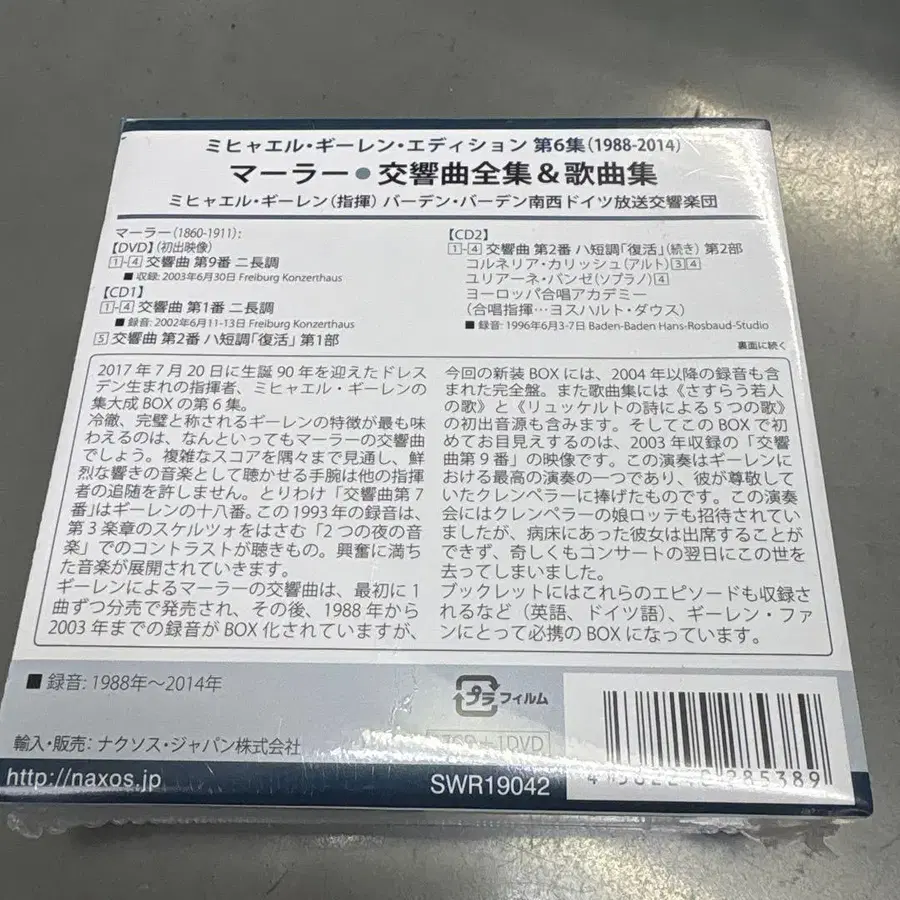 ミヒャエル・ギーレン・エディション 第6集(1988-2014)
マーラー●交響曲全集&歌曲集
ミヒャエル・ギーレン(指揮) バーデン・バーデン南西ドイツ放送交響楽団
マーラー(1860-1911):
【DVD】(初出映像)
1-4 交響曲 第9番 ニ長調
■ 収録: 2003年6月30日 Freiburg Konzerthaus
【CD1】
1-4 交響曲 第1番 ニ長調
■ 録音: 2002年6月11-13日 Freiburg Konzerthaus
5 交響曲 第2番 ハ短調「復活」 第1部
【CD2】
1-4 交響曲 第2番 ハ短調「復活」(続き) 第2部
コルネリア・カリッシュ(アルト) 3 4
ユリアーネ・バンゼ(ソプラノ) 4
ヨーロッパ合唱アカデミー
(合唱指揮…ヨスハルト・ダウス)
■ 録音: 1996年6月3-7日 Baden-Baden Hans-Rosbaud-Studio
裏面に続く
2017年7月20日に生誕90年を迎えたドレス
デン生まれの指揮者、ミヒャエル・ギーレンの
集大成BOXの第6集。
冷徹、完璧と称されるギーレンの特徴が最も味
わえるのは、なんといってもマーラーの交響曲
でしょう。複雑なスコアを隅々まで見通し、鮮
烈な響きの音楽として聴かせる手腕は他の指揮
者の追随を許しません。とりわけ「交響曲第7
番」はギーレンの十八番。この1993年の録音は、
第3楽章のスケルツォをはさむ「2つの夜の音
楽」でのコントラストが聴きもの。興奮に満ち
た音楽が展開されていきます。
ギーレンによるマーラーの交響曲は、最初に1
曲ずつ分売で発売され、その後、1988年から
2003年までの録音がBOX化されていますが、
今回の新装BOXには、2004年以降の録音も含
まれた完全盤。また歌曲集には《さすらう若人
の歌》と《リュッケルトの詩による5つの歌》
の初出音源も含みます。そしてこのBOXで初
めてお目見えするのは、2003年収録の「交響
曲第9番」の映像です。この演奏はギーレンに
おける最高の演奏の一つであり、彼が尊敬して
いたクレンペラーに捧げたものです。この演奏
会にはクレンペラーの娘ロッテも招待されてい
ましたが、病床にあった彼女は出席することが
できず、奇しくもコンサートの翌日にこの世を
去ってしまいました。
ブックレットにはこれらのエピソードも収録さ
れるなど(英語、ドイツ語)、ギーレン・ファ
ンにとって必携のBOXになっています。
■ 録音: 1988年～2014年
プラ フィルム
輸入・販売: ナクソス・ジャパン株式会社
http://naxos.jp
SWR19042